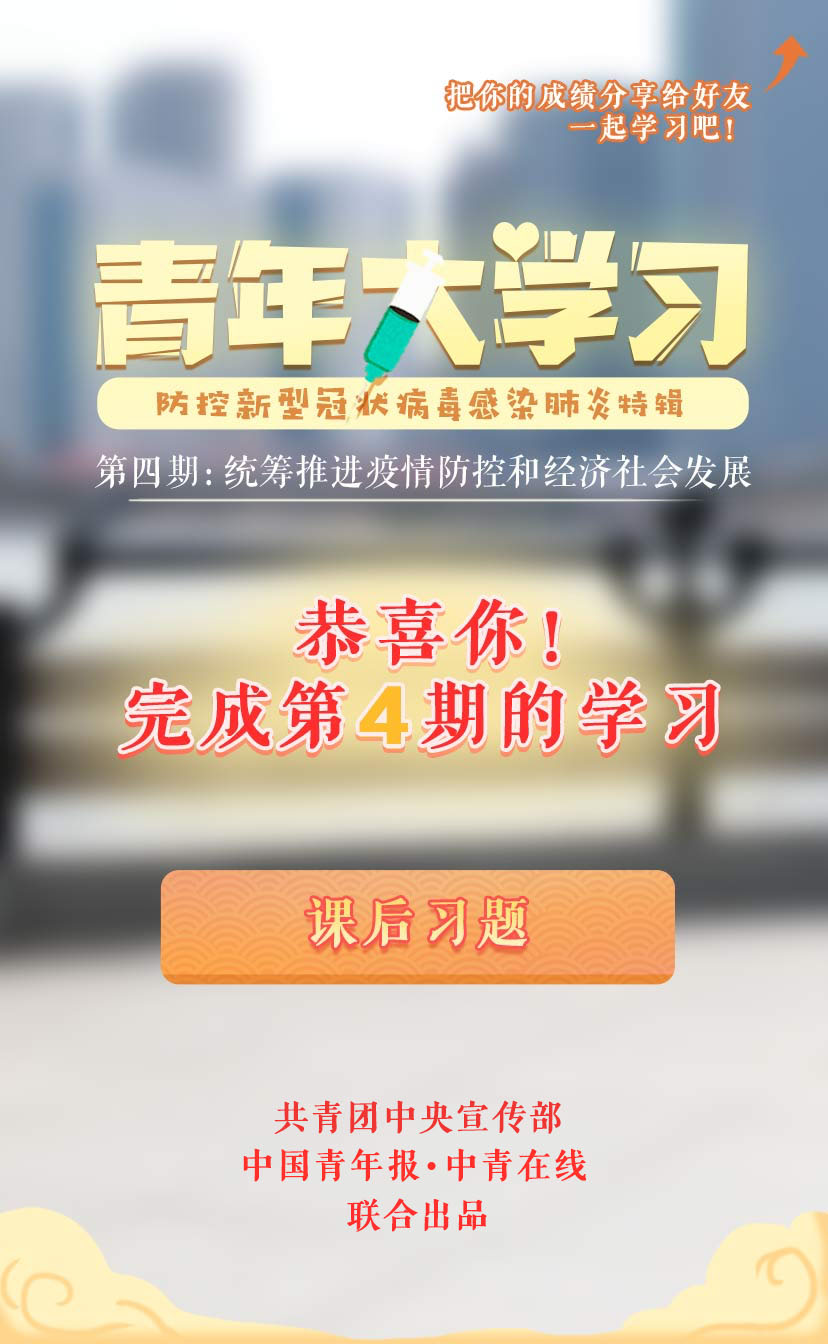 把你的成绩分享给好友
一起学习吧！
青年大学习
防控新型冠状病毒感染肺炎特辑
第四期：统筹推进疫情防控和经济社会发展
恭喜你！
完成第4期的学习
课后习题
共青团中央宣传部
中国青年报·中青在线
联合出品